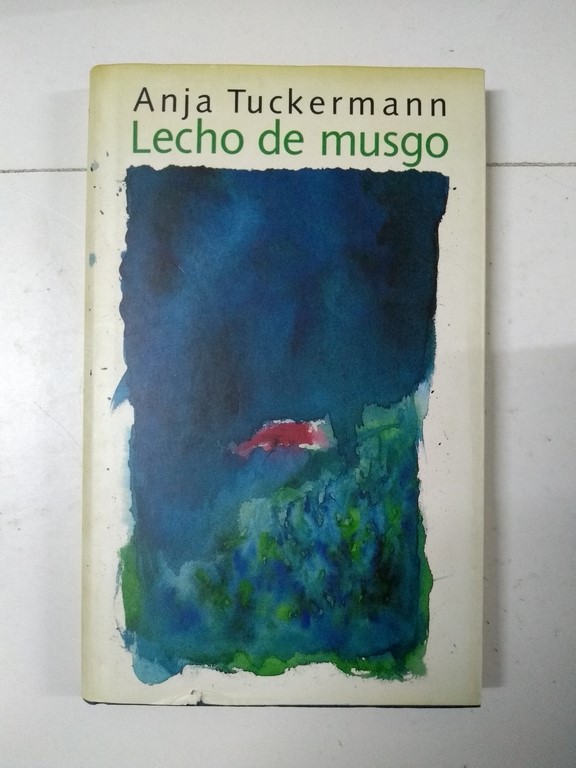 Anja Tuckermann
Lecho de musgo